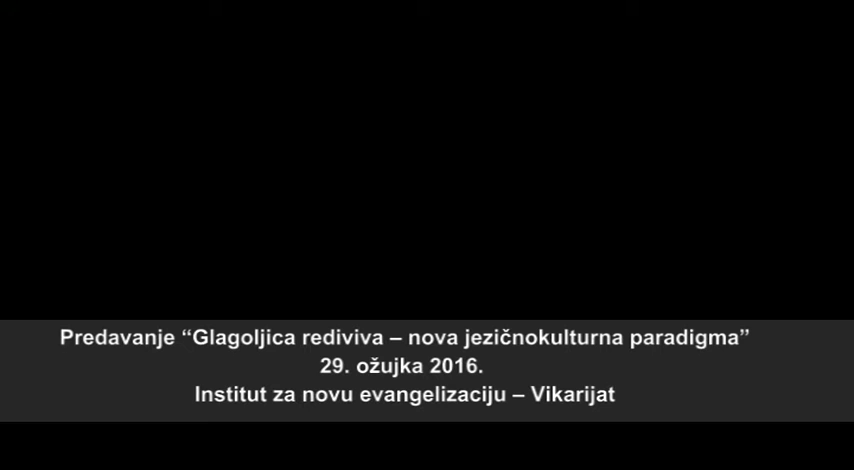 Predavanje “Glagoljica rediviva – nova jezičnokulturna paradigma”
29. ožujka 2016.
Institut za novu evangelizaciju – Vikarijat